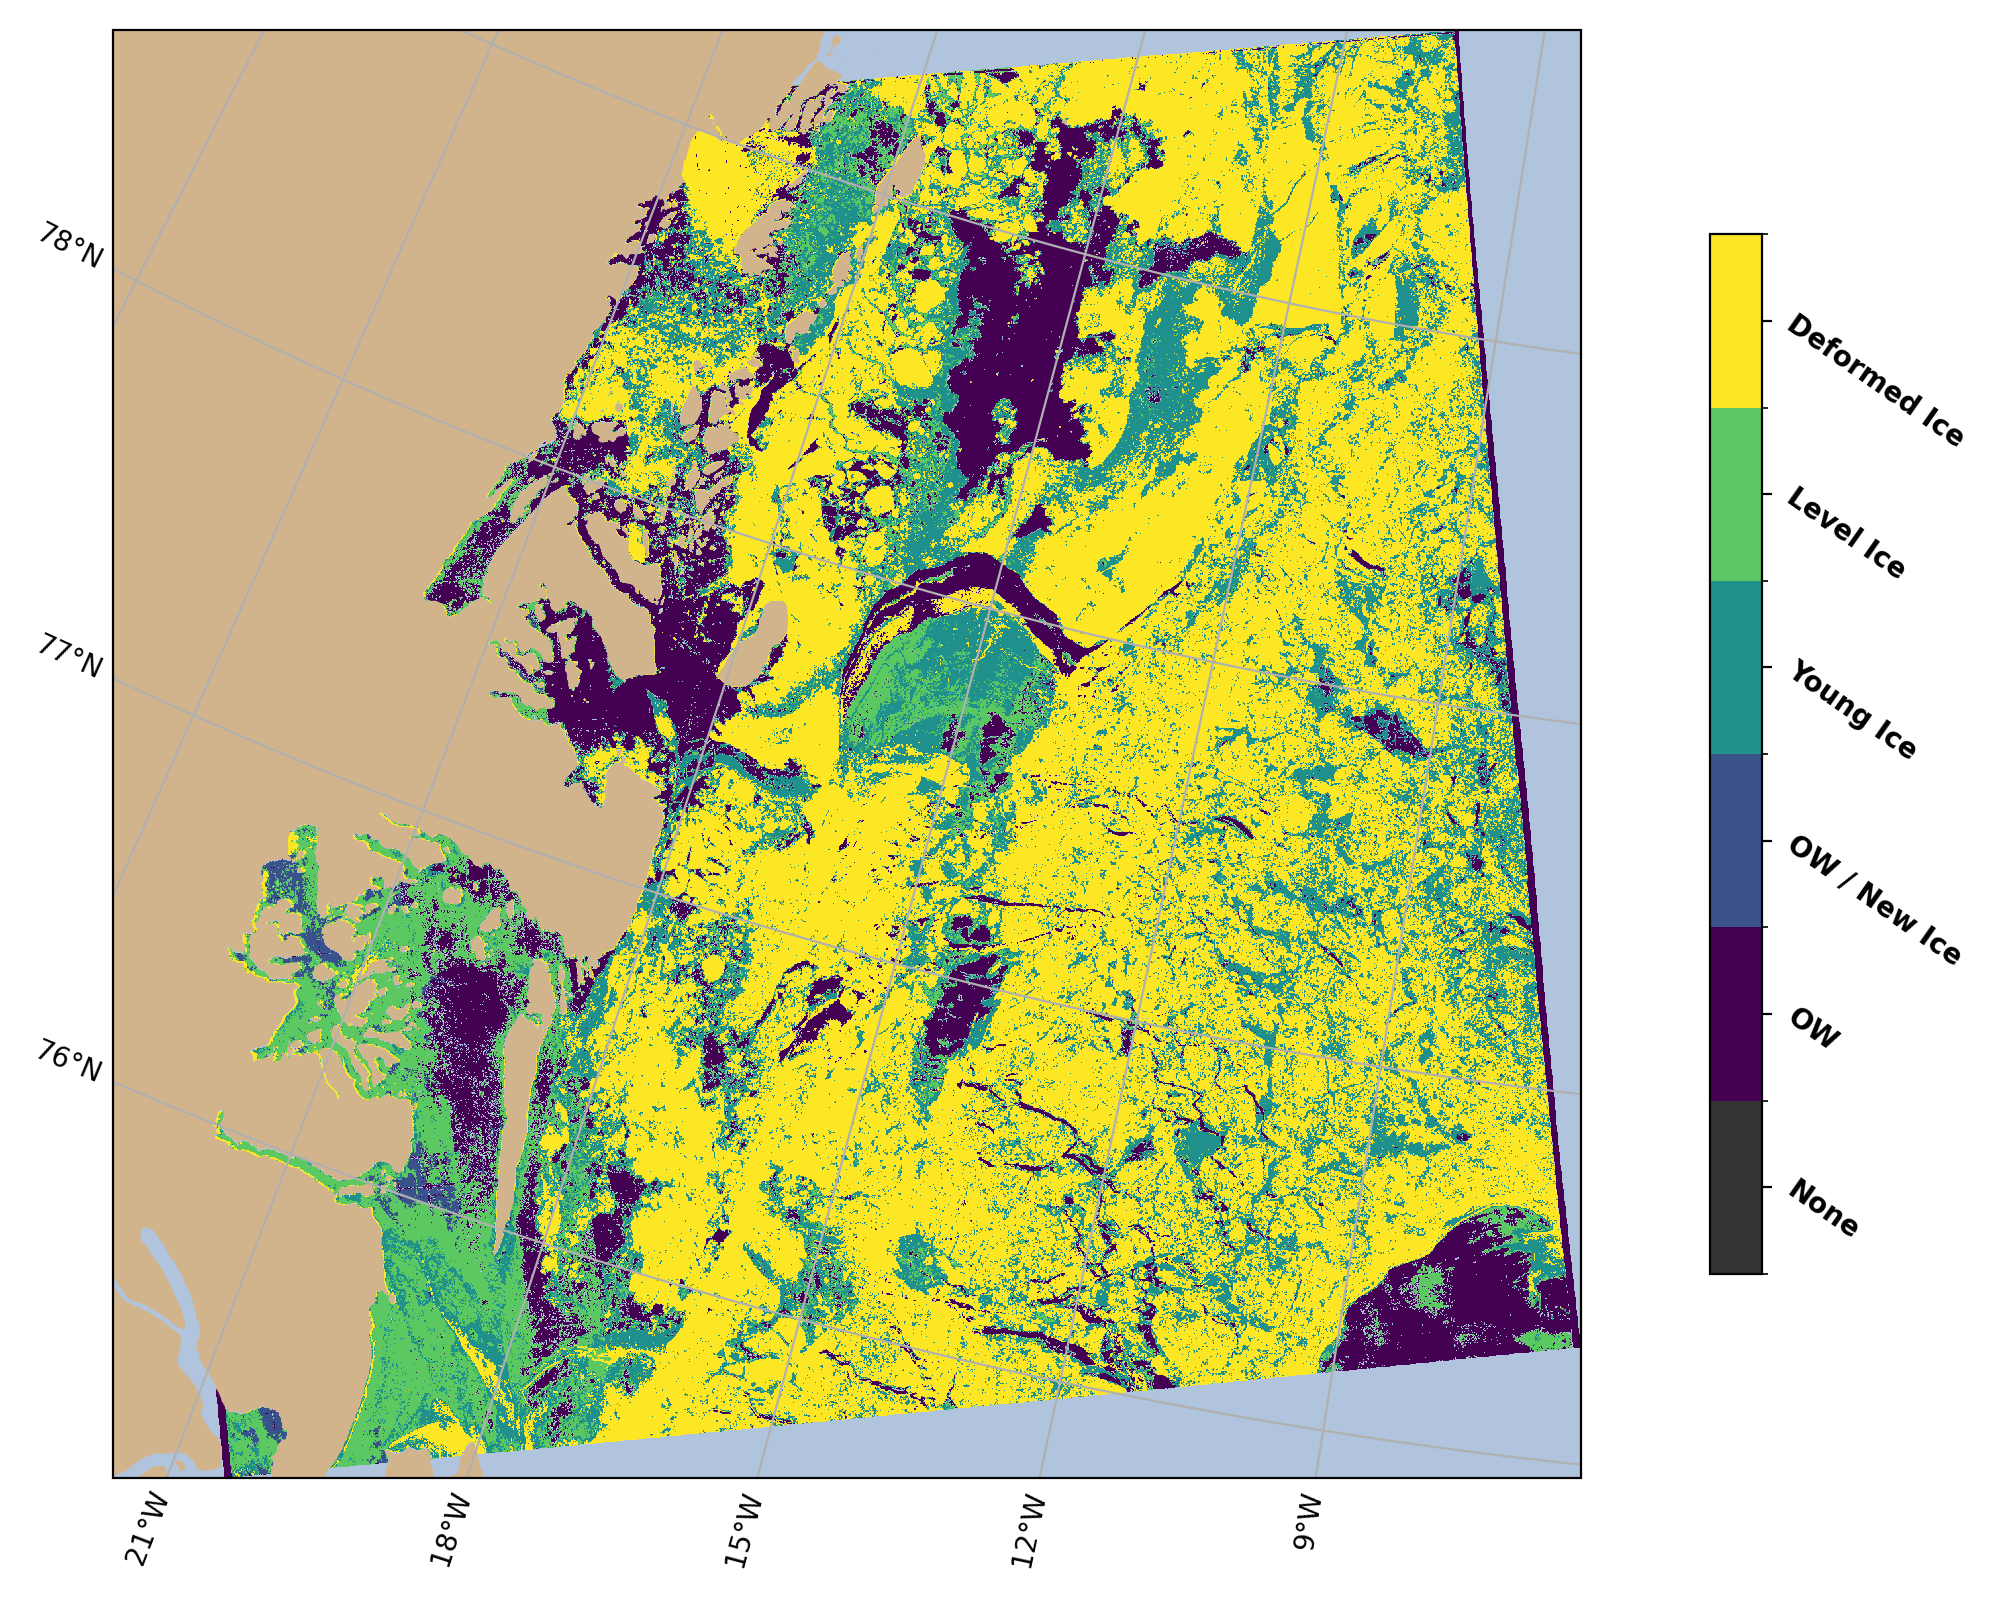 78°N
77°N
76°N
21°W
18°W
15°W
12°W
9°W
Deformed Ice
Level Ice
Young Ice
OW / New Ice
OW
None